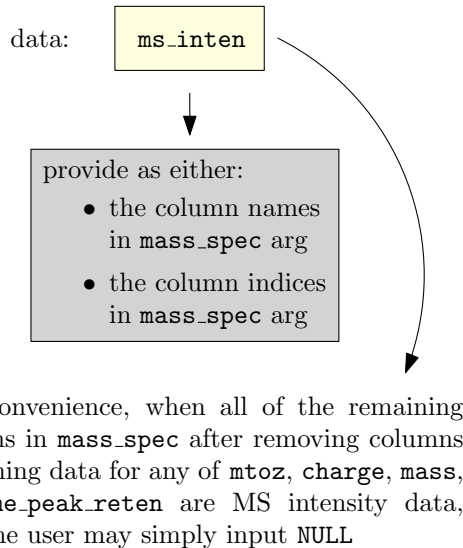 data: ms_inten
provide as either:
• the column names
in mass_spec arg
• the column indices
in mass_spec arg
onvenience, when all of the remaining
ns in mass_spec after removing columns
ning data for any of mtoz, charge, mass,
me_peak_reten are MS intensity data,
ne user may simply input NULL